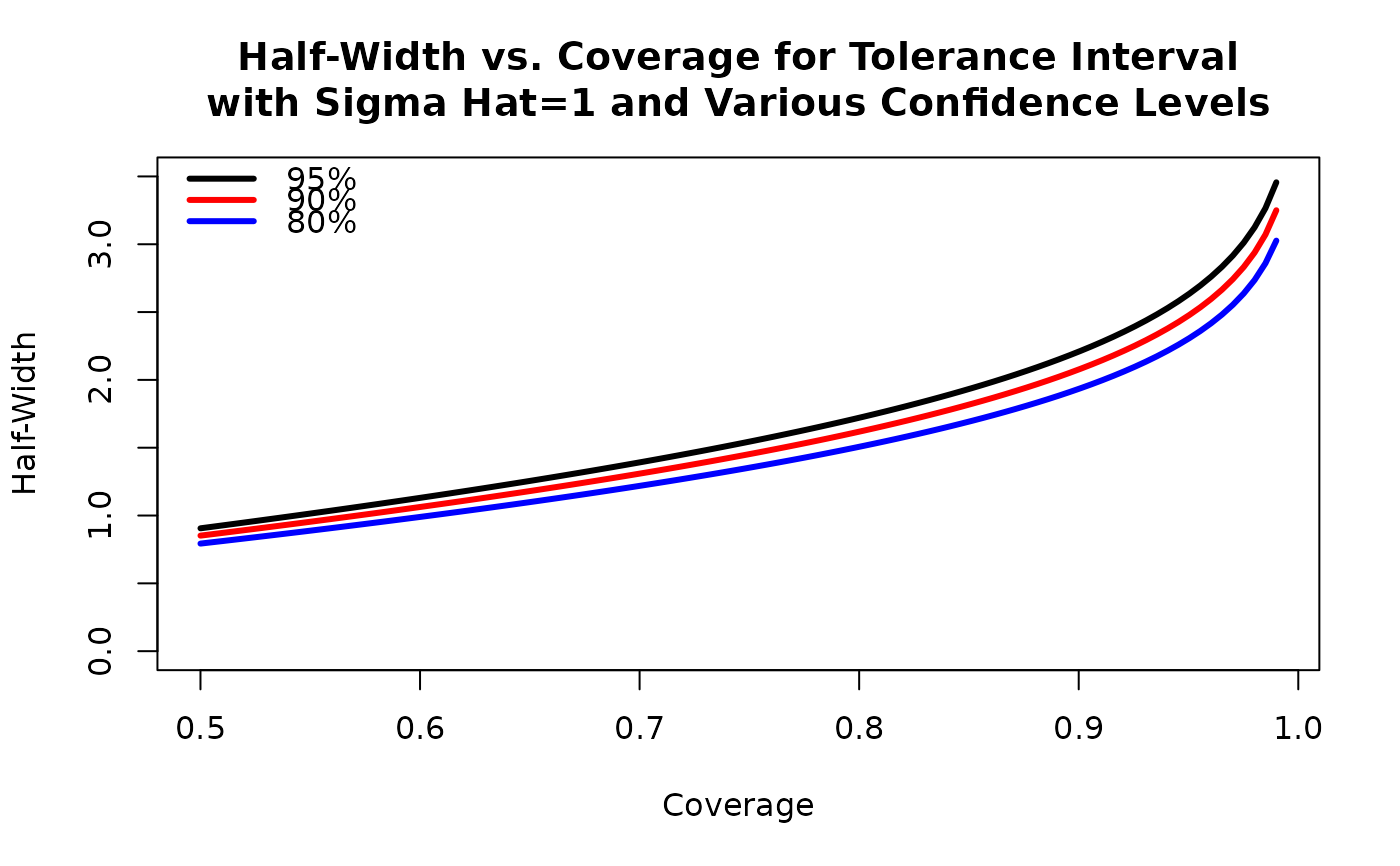 Half-Width vs. Coverage for Tolerance Interval
with Sigma Hat=1 and Various Confidence Levels
95%
90%
80%
Half-Width
3.0
2.0
1.0
0.0
0.5 0.6 0.7 0.8 0.9 1.0
Coverage